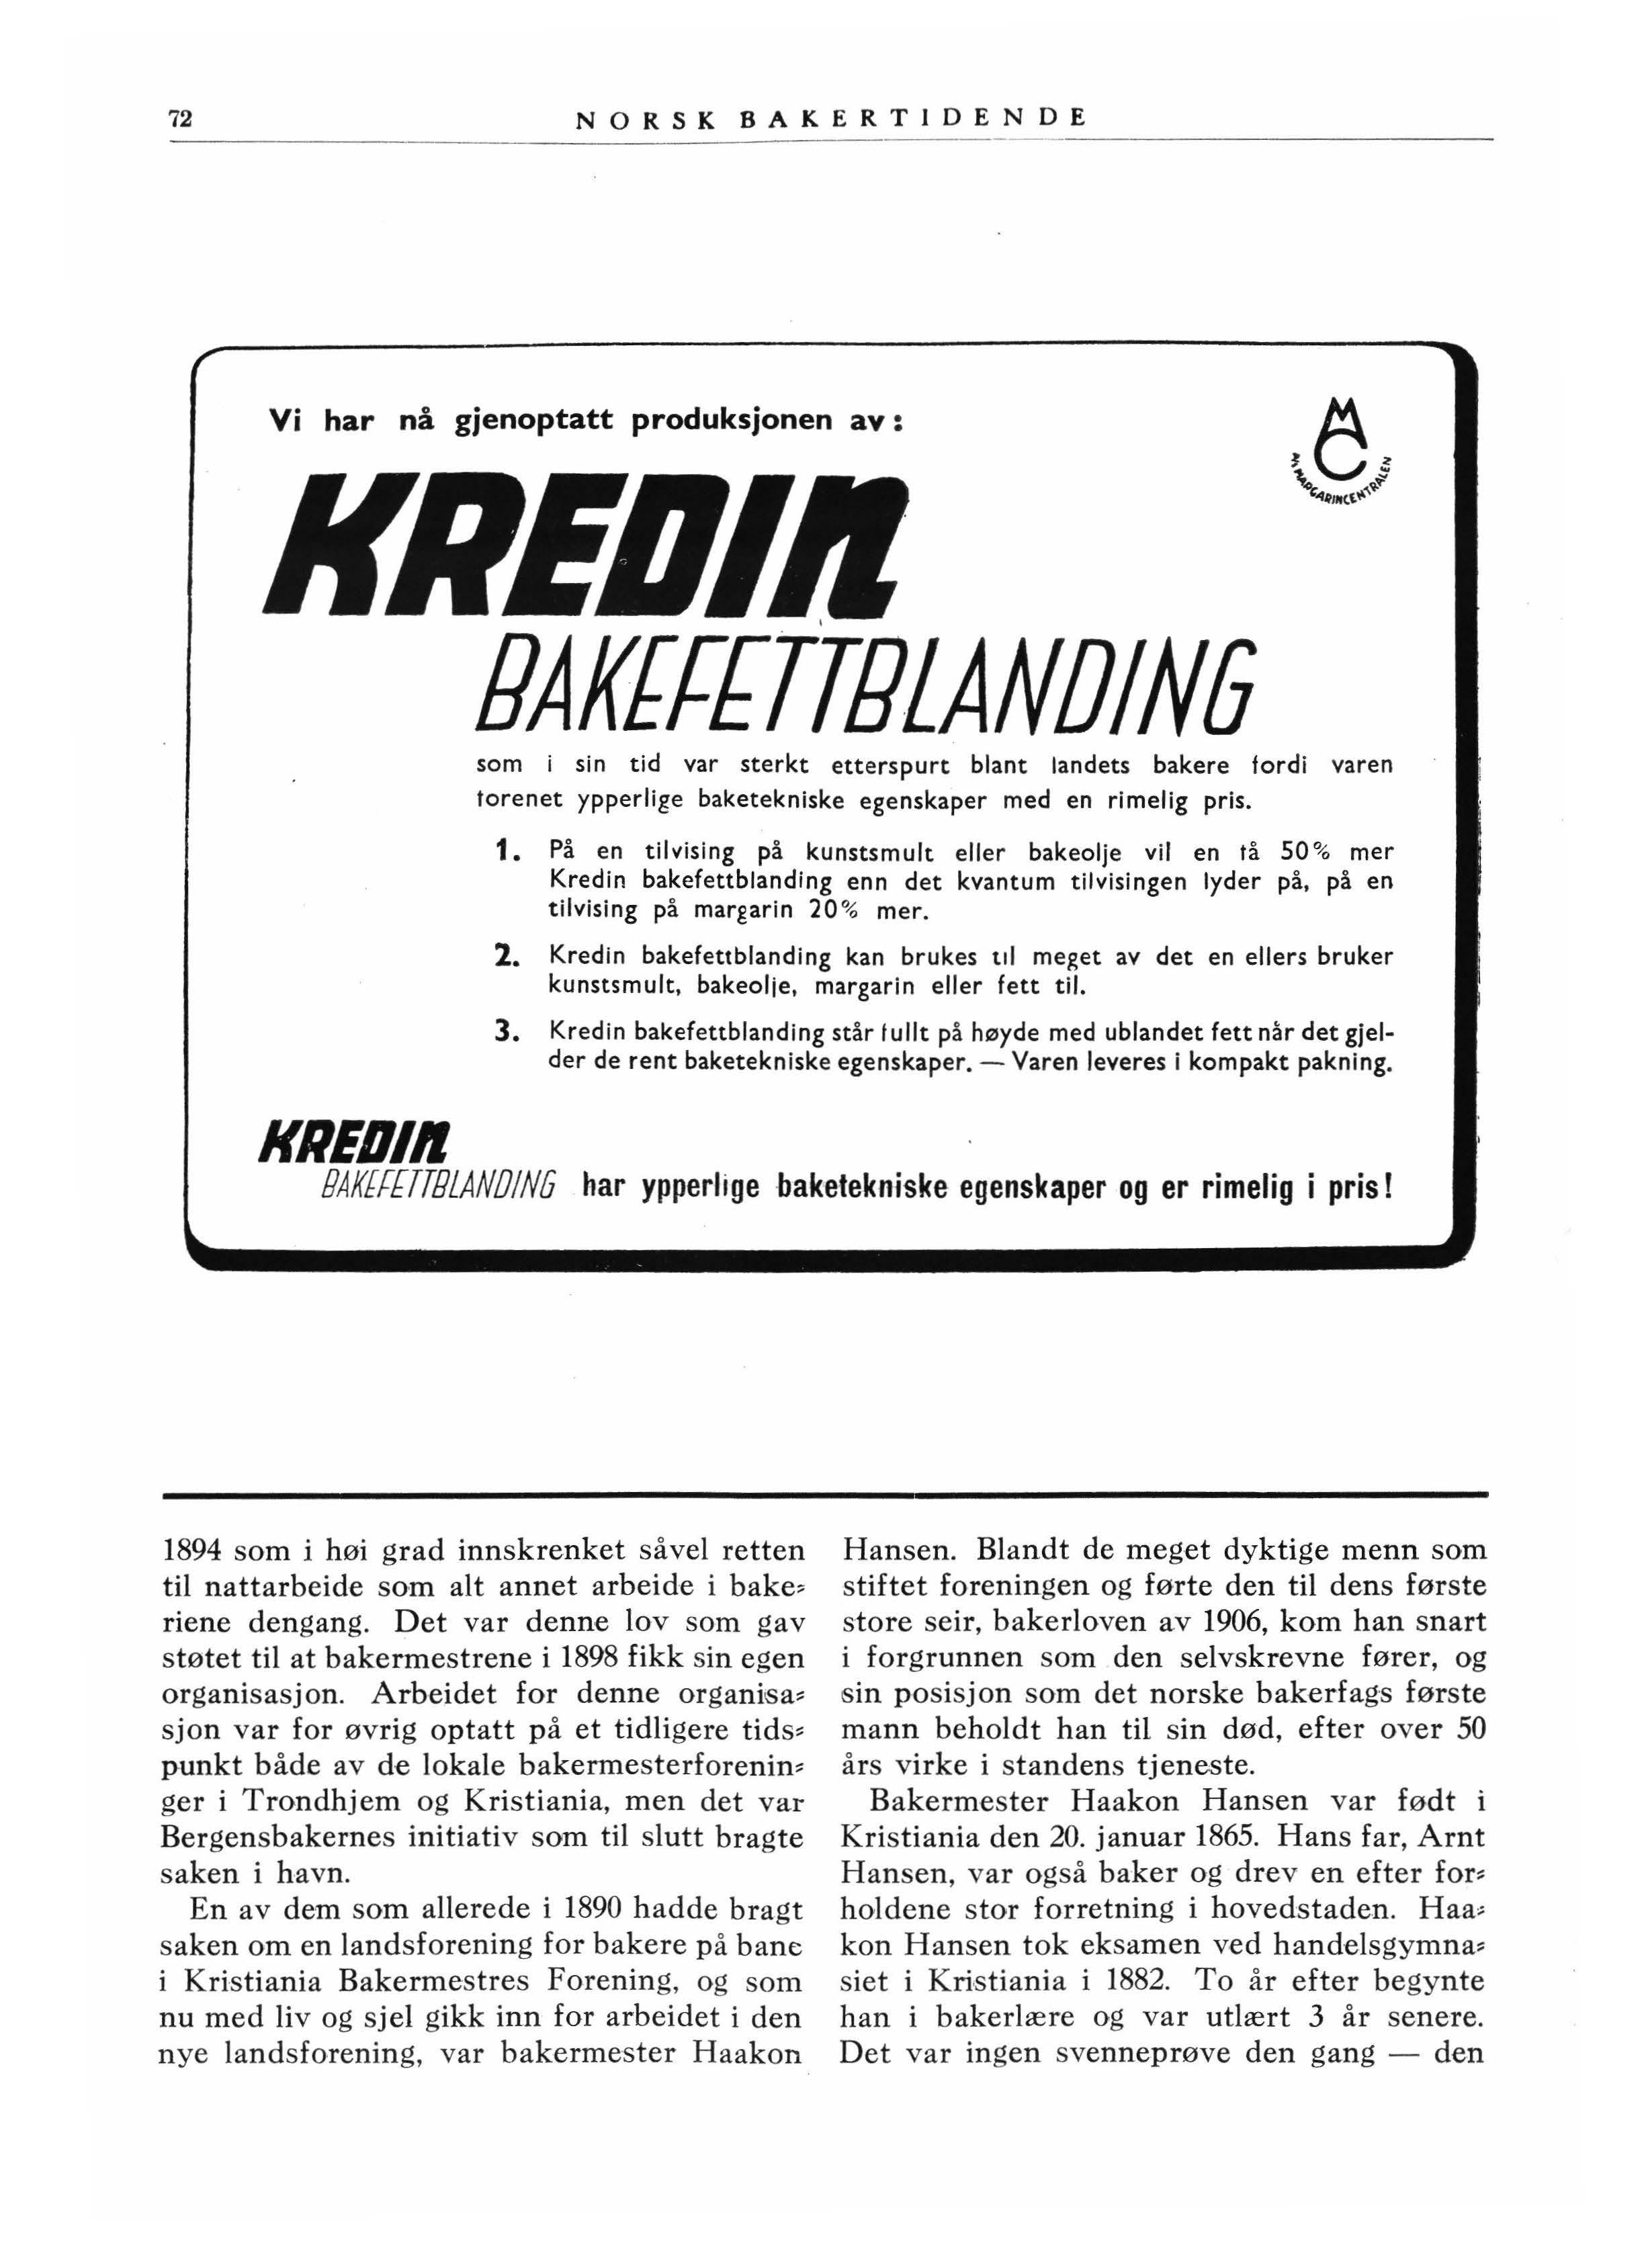 72
NORSK BAKERTIDENDE
Vi har nå gjenoptatt produksjonen av:
MC
A/s MARGARINCENTRALEN
KREDIN
BAKEFETTBLANDING
som i sin tid var sterkt etterspurt blant landets bakere fordi varen
forenet ypperlige baketekniske egenskaper med en rimelig pris.
1. På en tilvising på kunstsmult eller bakeolje vil en få 50% mer
Kredin bakefettblanding enn det kvantum tilvisingen lyder på, på en
tilvising på margarin 20% mer.
2. Kredin bakefettblanding kan brukes til meget av det en ellers bruker
kunstsmult, bakeolje, margarin eller fett til.
3. Kredin bakefettblanding står fullt på høyde med ublandet fett når det gjel-
der de rent baketekniske egenskaper. — Varen leveres i kompakt pakning.
KREDIN
BAKEFETTBLANDING har ypperlige baketekniske egenskaper og er rimelig i pris!
1894 som i høi grad innskrenket såvel retten
til nattarbeide som alt annet arbeide i bake-
riene dengang. Det var denne lov som gav
støtet til at bakermestrene i 1898 fikk sin egen
organisasjon. Arbeidet for denne organisa-
sjon var for øvrig optatt på et tidligere tids-
punkt både av de lokale bakermesterforenin-
ger i Trondhjem og Kristiania, men det var
Bergensbakernes initiativ som til slutt bragte
saken i havn.
En av dem som allerede i 1890 hadde bragt
saken om en landsforening for bakere på bane
i Kristiania Bakermestres Forening, og som
nu med liv og sjel gikk inn for arbeidet i den
nye landsforening, var bakermester Haakon
Hansen. Blandt de meget dyktige menn som
stiftet foreningen og førte den til dens første
store seir, bakerloven av 1906, kom han snart
i forgrunnen som den selvskrevne fører, og
sin posisjon som det norske bakerfags første
mann beholdt han til sin død, efter over 50
års virke i standens tjeneste.
Bakermester Haakon Hansen var født i
Kristiania den 20. januar 1865. Hans far, Arnt
Hansen, var også baker og drev en efter for-
holdene stor forretning i hovedstaden. Haa-
kon Hansen tok eksamen ved handelsgymna-
siet i Kristiania i 1882. To år efter begynte
han i bakerlære og var utlært 3 år senere.
Det var ingen svenneprøve den gang — den